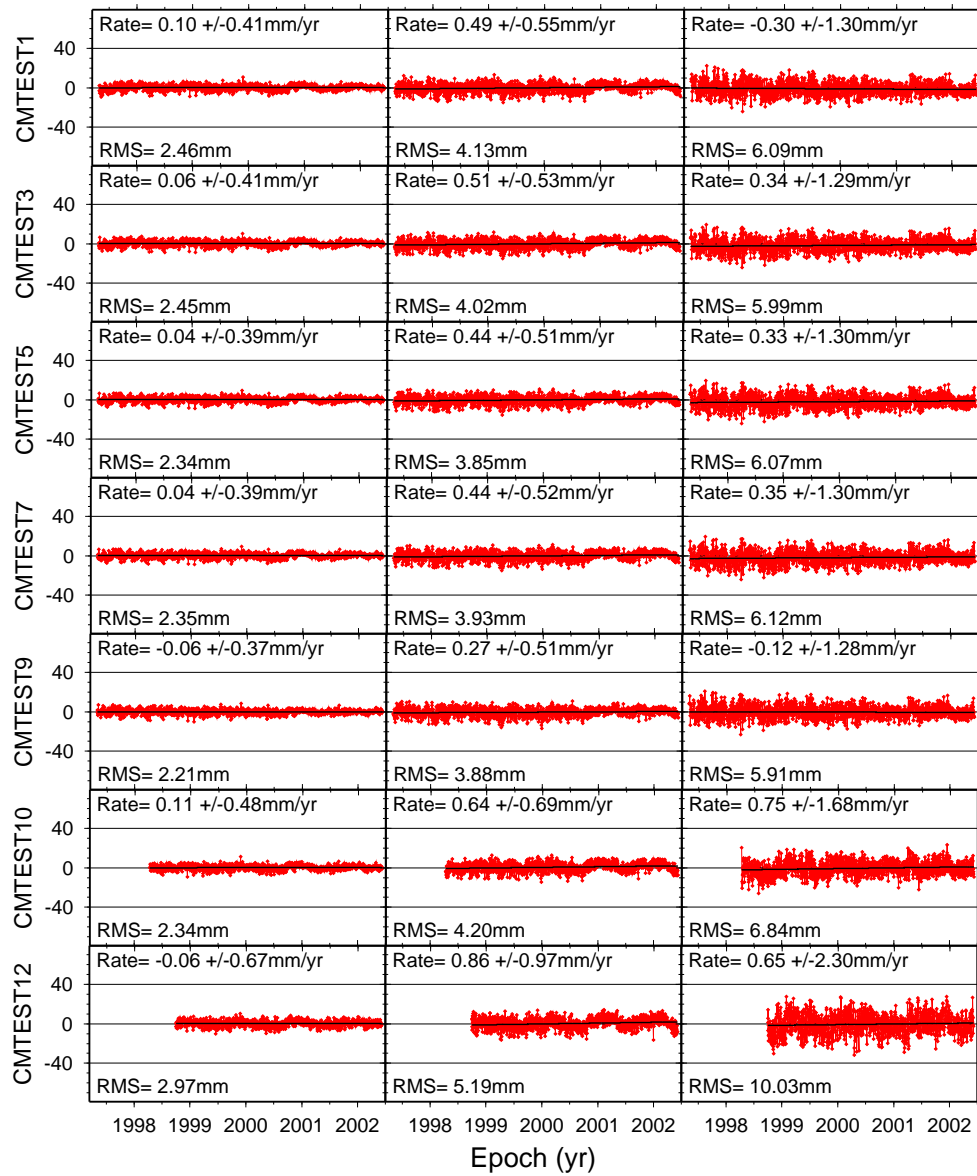 Rate= 0.10 +/-0.41mm/yr Rate= 0.49 +/-0.55mm/yr Rate= -0.30 +/-1.30mm/yr
40
0
-40
CMTEST1
RMS= 2.46mm RMS= 4.13mm RMS= 6.09mm
Rate= 0.06 +/-0.41mm/yr Rate= 0.51 +/-0.53mm/yr Rate= 0.34 +/-1.29mm/yr
40
0
-40
CMTEST3
RMS= 2.45mm RMS= 4.02mm RMS= 5.99mm
Rate= 0.04 +/-0.39mm/yr Rate= 0.44 +/-0.51mm/yr Rate= 0.33 +/-1.30mm/yr
40
0
-40
CMTEST5
RMS= 2.34mm RMS= 3.85mm RMS= 6.07mm
Rate= 0.04 +/-0.39mm/yr Rate= 0.44 +/-0.52mm/yr Rate= 0.35 +/-1.30mm/yr
40
0
-40
CMTEST7
RMS= 2.35mm RMS= 3.93mm RMS= 6.12mm
Rate= -0.06 +/-0.37mm/yr Rate= 0.27 +/-0.51mm/yr Rate= -0.12 +/-1.28mm/yr
40
0
-40
CMTEST9
RMS= 2.21mm RMS= 3.88mm RMS= 5.91mm
Rate= 0.11 +/-0.48mm/yr Rate= 0.64 +/-0.69mm/yr Rate= 0.75 +/-1.68mm/yr
40
0
-40
CMTEST10
RMS= 2.34mm RMS= 4.20mm RMS= 6.84mm
Rate= -0.06 +/-0.67mm/yr Rate= 0.86 +/-0.97mm/yr Rate= 0.65 +/-2.30mm/yr
40
0
-40
CMTEST12
RMS= 2.97mm RMS= 5.19mm RMS= 10.03mm
1998 1999 2000 2001 2002 1998 1999 2000 2001 2002 1998 1999 2000 2001 2002
Epoch (yr)